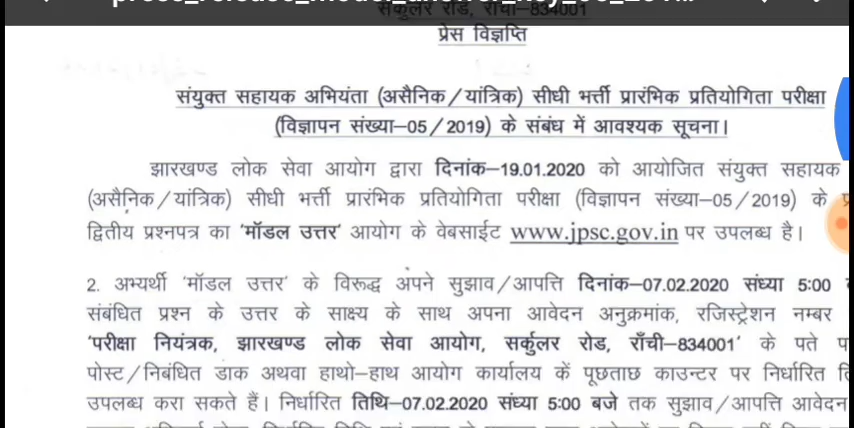 सर्कुलर रोड, राँची–834001
प्रेस विज्ञप्ति
संयुक्त सहायक अभियंता (असैनिक/यांत्रिक) सीधी भर्त्ती प्रारंभिक प्रतियोगिता परीक्षा
(विज्ञापन संख्या–05/2019) के संबंध में आवश्यक सूचना।
झारखण्ड लोक सेवा आयोग द्वारा दिनांक–19.01.2020 को आयोजित संयुक्त सहायक
(असैनिक/यांत्रिक) सीधी भर्त्ती प्रारंभिक प्रतियोगिता परीक्षा (विज्ञापन संख्या–05/2019) के
द्वितीय प्रश्नपत्र का 'मॉडल उत्तर' आयोग के वेबसाईट www.jpsc.gov.in पर उपलब्ध है।
2. अभ्यर्थी 'मॉडल उत्तर' के विरूद्ध अपने सुझाव/आपत्ति दिनांक–07.02.2020 संध्या 5:00
संबंधित प्रश्न के उत्तर के साक्ष्य के साथ अपना आवेदन अनुक्रमांक, रजिस्ट्रेशन नम्बर
'परीक्षा नियंत्रक, झारखण्ड लोक सेवा आयोग, सर्कुलर रोड, राँची–834001' के पते
पोस्ट/निबंधित डाक अथवा हाथो–हाथ आयोग कार्यालय कें पूछताछ काउन्टर पर निर्धारित
उपलब्ध करा सकते हैं। निर्धारित तिथि–07.02.2020 संध्या 5:00 बजे तक सुझाव/आपत्ति आवेदन